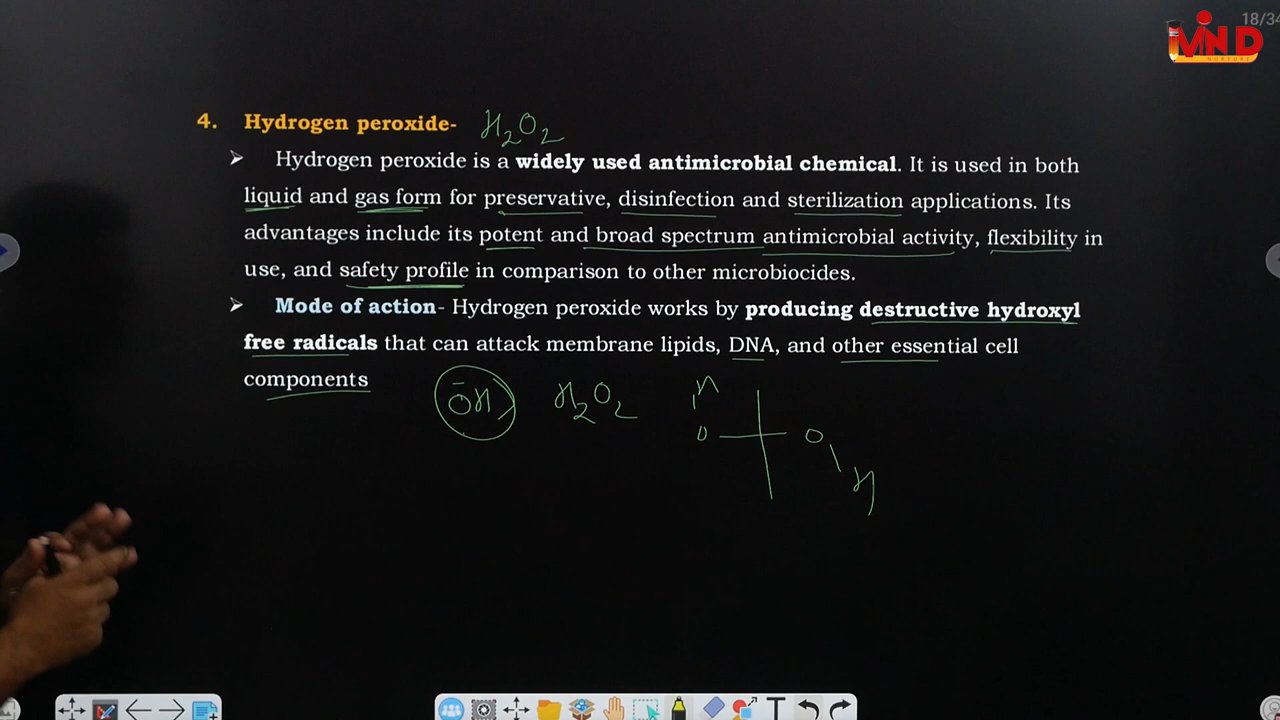 18/34
MIND
NURTURE
4. Hydrogen peroxide- H2O2
➢ Hydrogen peroxide is a widely used antimicrobial chemical. It is used in both
liquid and gas form for preservative, disinfection and sterilization applications. Its
advantages include its potent and broad spectrum antimicrobial activity, flexibility in
use, and safety profile in comparison to other microbiocides.
➢ Mode of action- Hydrogen peroxide works by producing destructive hydroxyl
free radicals that can attack membrane lipids, DNA, and other essential cell
components
OH H2O2 H
O O
H
T